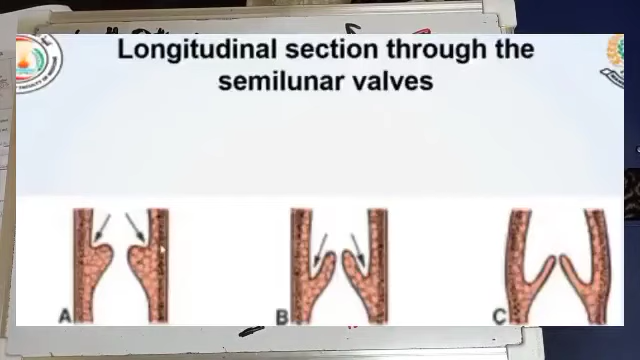 Longitudinal section through the
semilunar valves
A
B
C